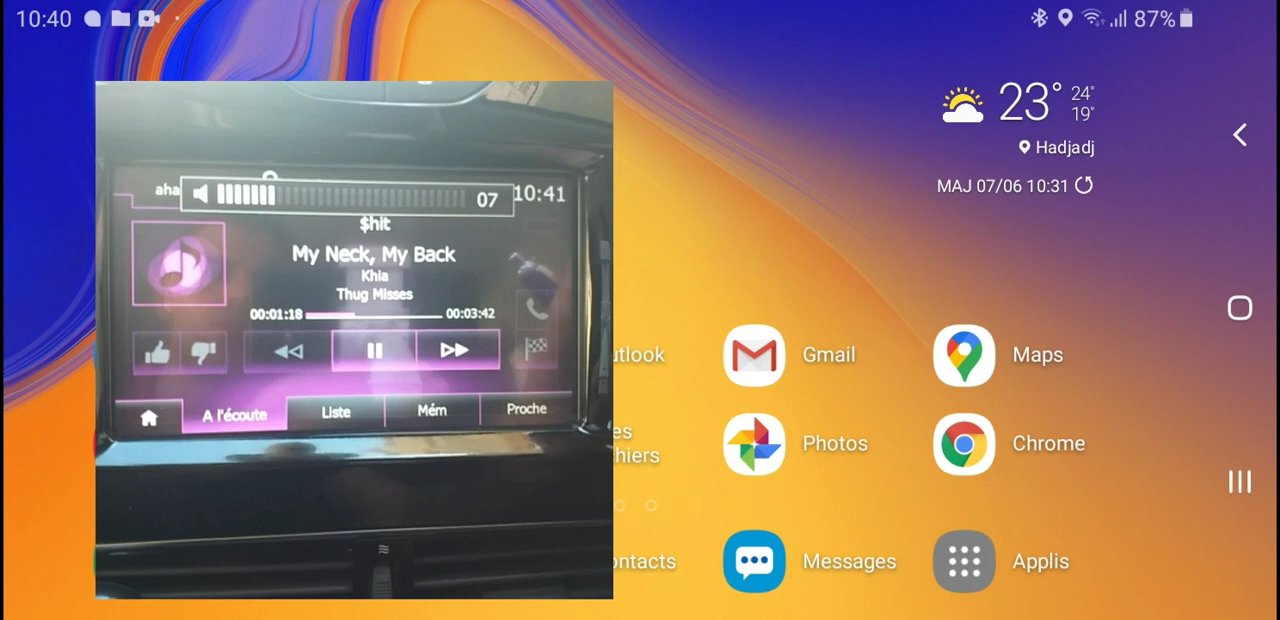 10:40
87%
23° 24°
19°
Hadjadj
MAJ 07/06 10:31
aha
07
10:41
$hit
My Neck, My Back
Khia
Thug Misses
00:01:18
00:03:42
A l'écoute
Liste
Mém
Proche
utlook
Gmail
Maps
es
hiers
Photos
Chrome
ontacts
Messages
Applis